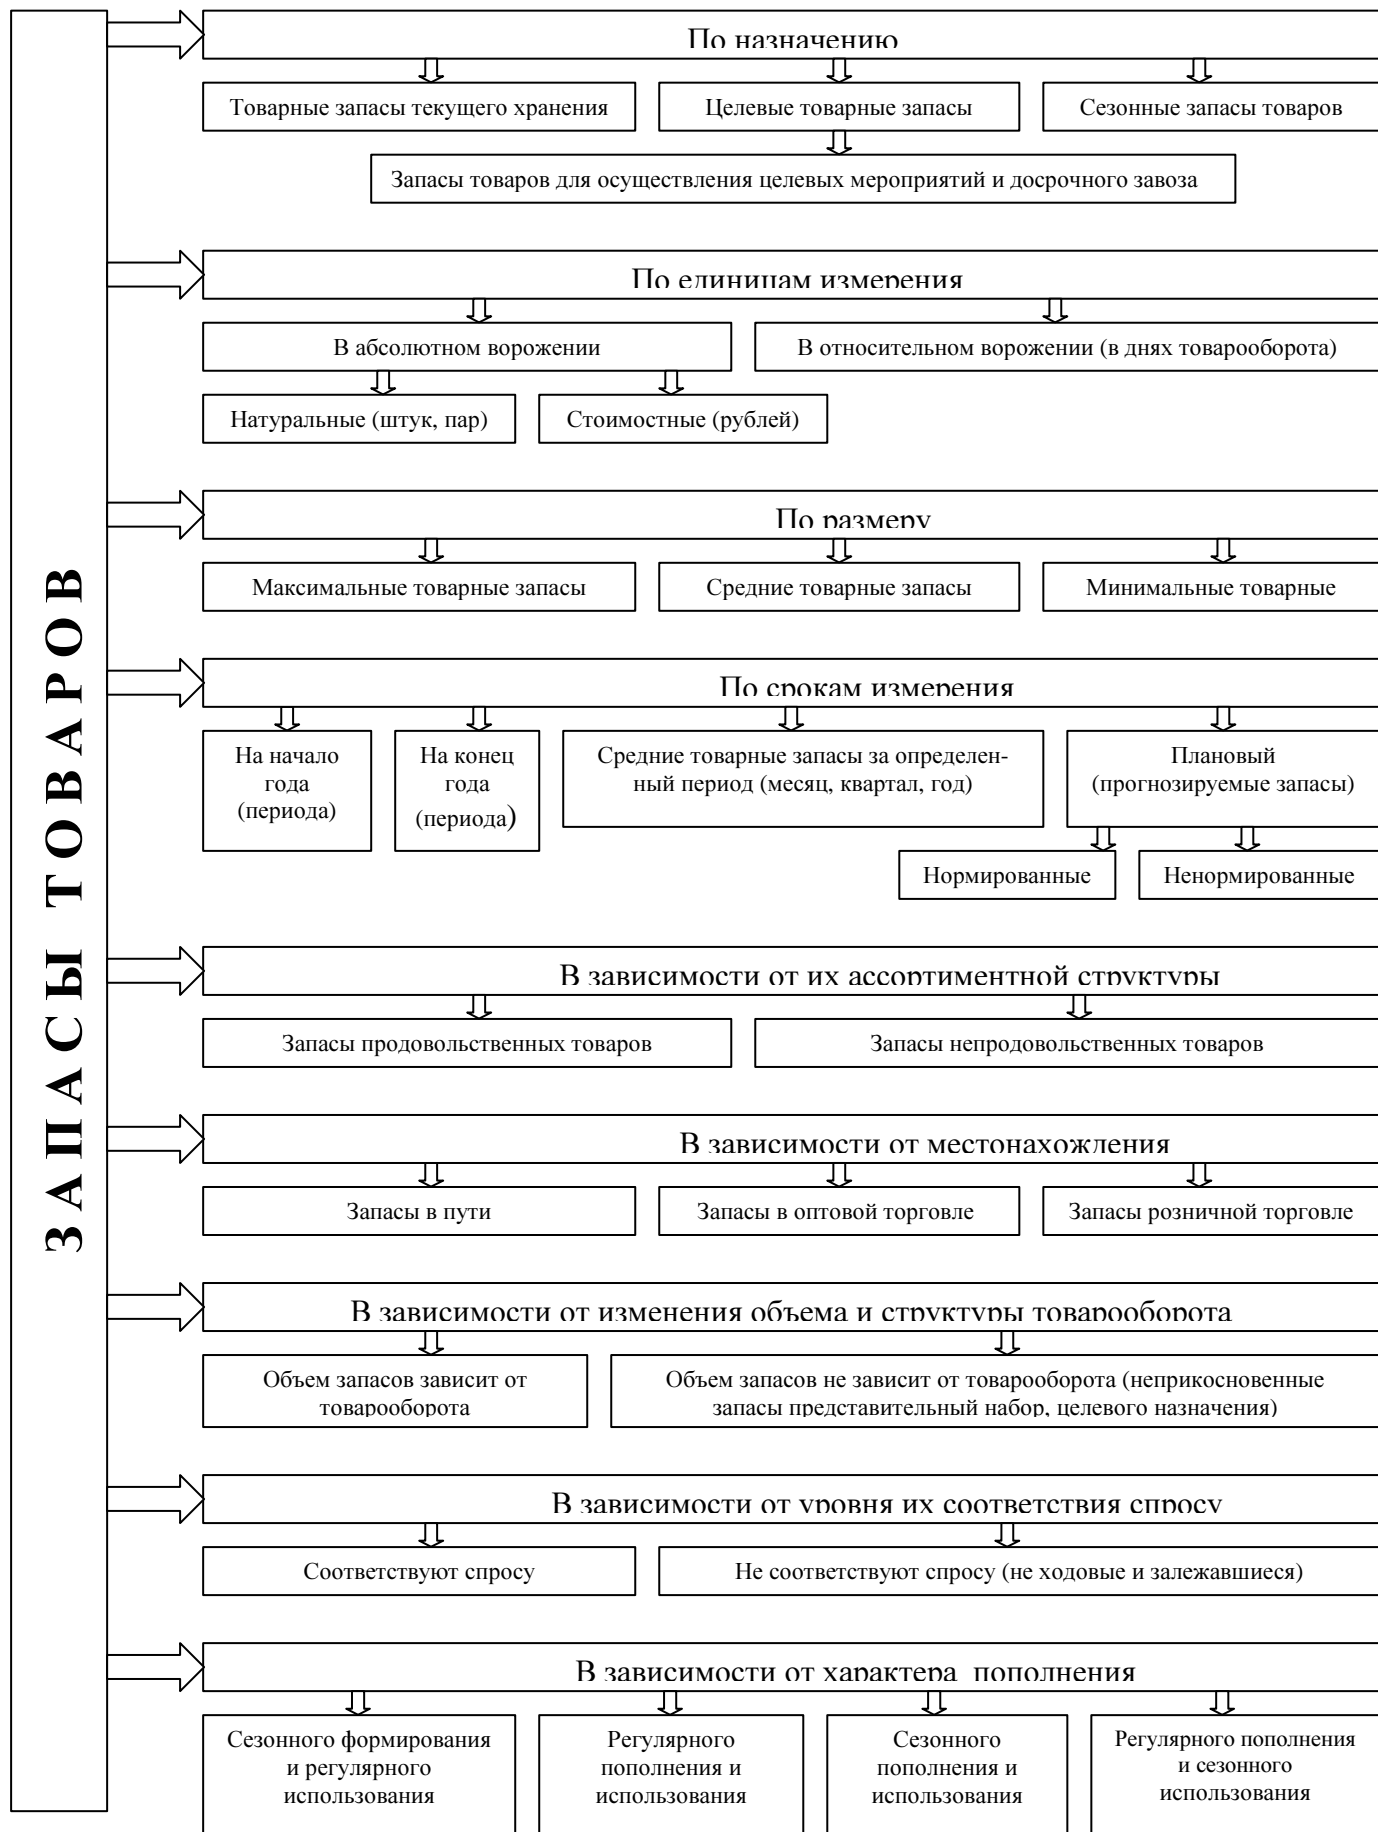 ЗАПАСЫ ТОВАРОВ
По назначению
Товарные запасы текущего хранения
Целевые товарные запасы
Сезонные запасы товаров
Запасы товаров для осуществления целевых мероприятий и досрочного завоза
По единицам измерения
В абсолютном ворожении
В относительном ворожении (в днях товарооборота)
Натуральные (штук, пар)
Стоимостные (рублей)
По размеру
Максимальные товарные запасы
Средние товарные запасы
Минимальные товарные
По срокам измерения
На начало
года
(периода)
На конец
года
(периода)
Средние товарные запасы за определен-
ный период (месяц, квартал, год)
Плановый
(прогнозируемые запасы)
Нормированные
Ненормированные
В зависимости от их ассортиментной структуры
Запасы продовольственных товаров
Запасы непродовольственных товаров
В зависимости от местонахождения
Запасы в пути
Запасы в оптовой торговле
Запасы розничной торговле
В зависимости от изменения объема и структуры товарооборота
Объем запасов зависит от
товарооборота
Объем запасов не зависит от товарооборота (неприкосновенные
запасы представительный набор, целевого назначения)
В зависимости от уровня их соответствия спросу
Соответствуют спросу
Не соответствуют спросу (не ходовые и залежавшиеся)
В зависимости от характера пополнения
Сезонного формирования
и регулярного
использования
Регулярного
пополнения и
использования
Сезонного
пополнения и
использования
Регулярного пополнения
и сезонного
использования